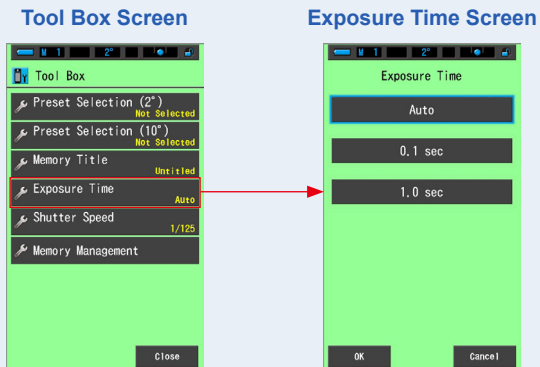 Tool Box Screen
M 1 2°
Tool Box
Preset Selection (2°)
Not Selected
Preset Selection (10°)
Not Selected
Memory Title
Untitled
Exposure Time
Auto
Shutter Speed
1/125
Memory Management
Close
Exposure Time Screen
M 1 2°
Exposure Time
Auto
0.1 sec
1.0 sec
OK Cancel